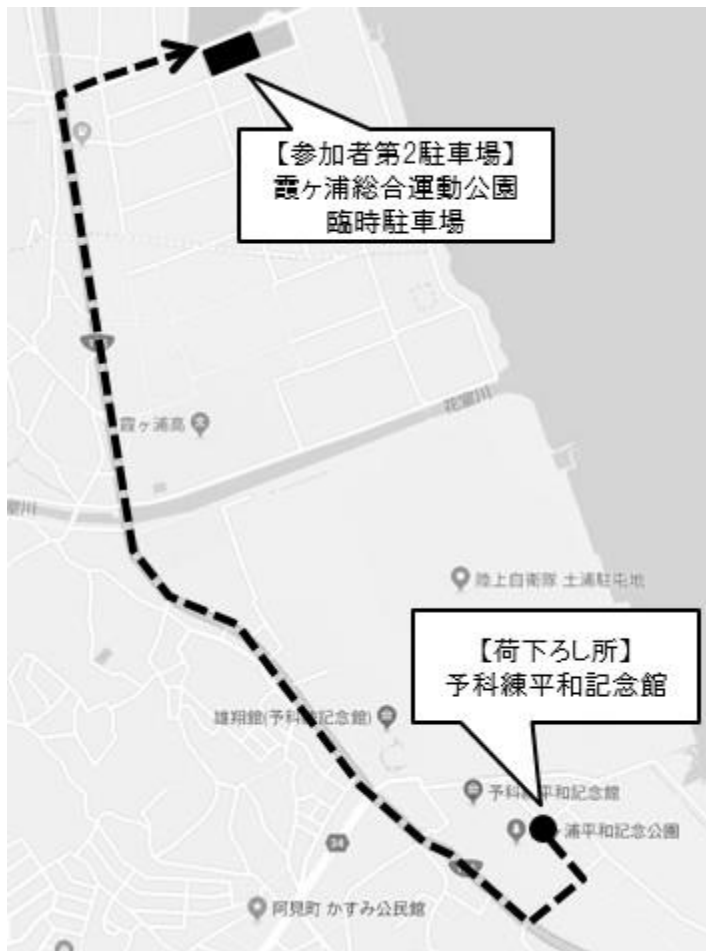 【参加者第2駐車場】
霞ヶ浦総合運動公園
臨時駐車場
霞ヶ浦高
花室川
室川
陸上自衛隊 土浦駐屯地
【荷下ろし所】
予科練平和記念館
雄翔館(予科練記念館)
予科練平和記念館
浦平和記念公園
34
阿見町 かすみ公民館